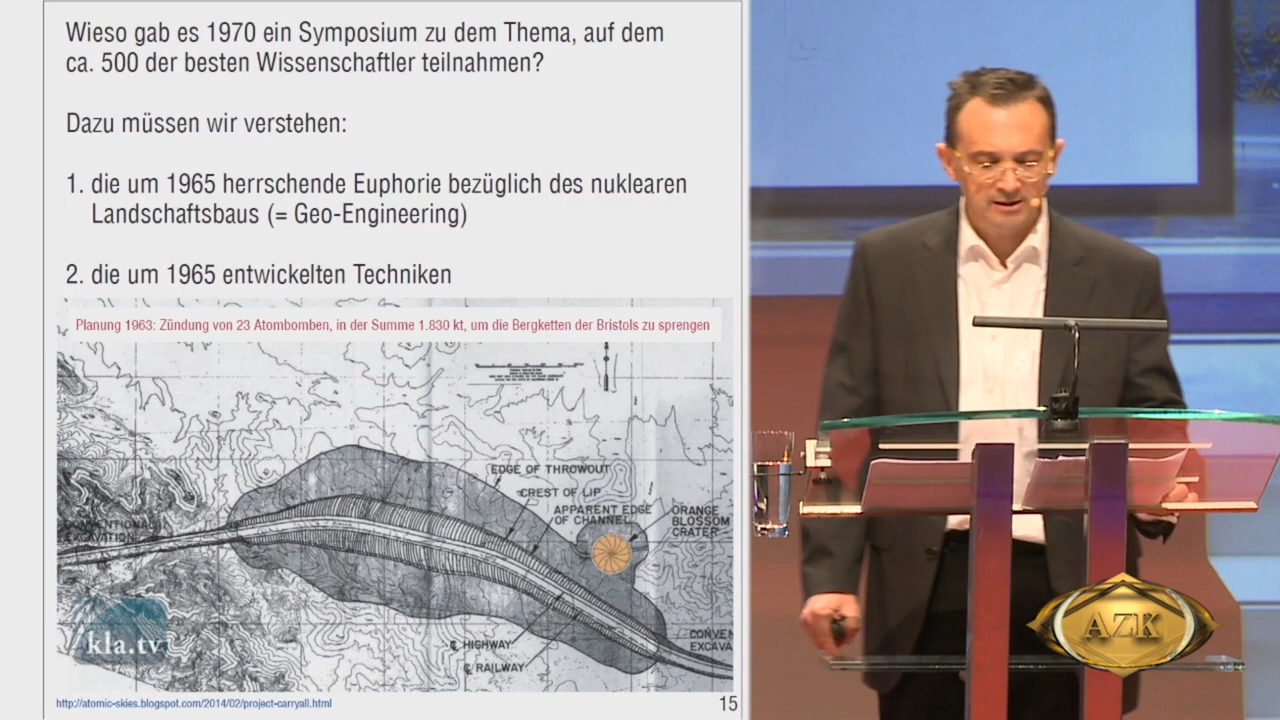 Wieso gab es 1970 ein Symposium zu dem Thema, auf dem
ca. 500 der besten Wissenschaftler teilnahmen?
Dazu müssen wir verstehen:
1. die um 1965 herrschende Euphorie bezüglich des nuklearen
Landschaftsbaus (= Geo-Engineering)
2. die um 1965 entwickelten Techniken
Planung 1963: Zündung von 23 Atombomben, in der Summe 1.830 kt, um die Bergketten der Bristols zu sprengen
EDGE OF THROWOUT
CREST OF LIP
APPARENT EDGE
OF CHANNEL
ORANGE
BLOSSOM
CRATER
CONVENTIONAL
EXCAVATION
HIGHWAY
RAILWAY
CONVEN
EXCAVA
kla.tv
http://atomic-skies.blogspot.com/2014/02/project-carryall.html
15
AZK